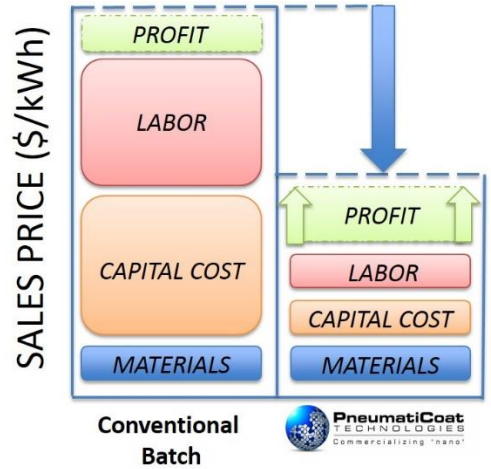 SALES PRICE ($/kWh)
PROFIT
LABOR
CAPITAL COST
MATERIALS
PROFIT
LABOR
CAPITAL COST
MATERIALS
Conventional
Batch
PneumatiCoat
TECHNOLOGIES
Commercializing "nano"